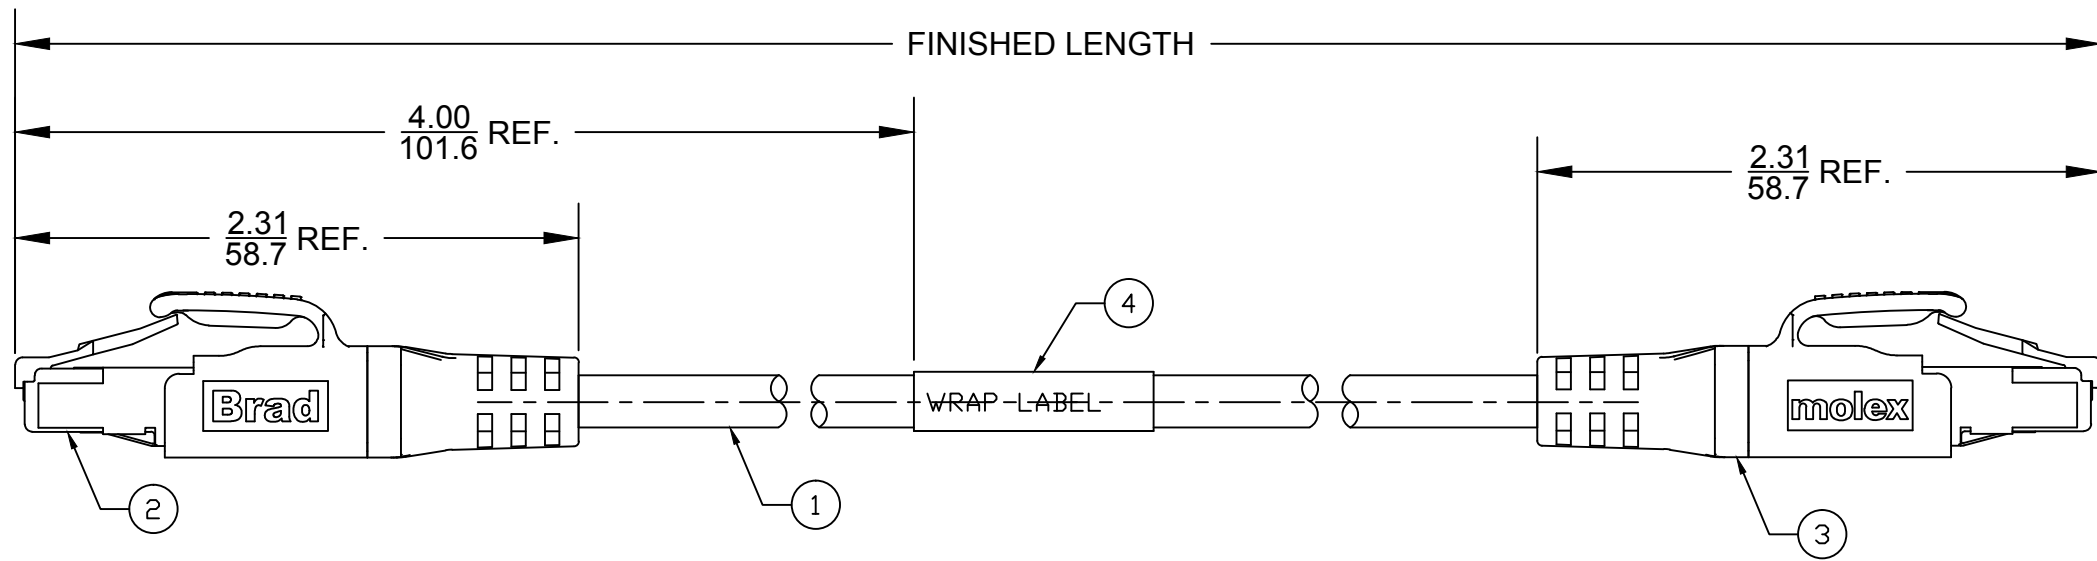 FINISHED LENGTH
4.00
101.6 REF.
2.31
58.7 REF.
2.31
58.7 REF.
4
Brad
WRAP LABEL
molex
2
1
3